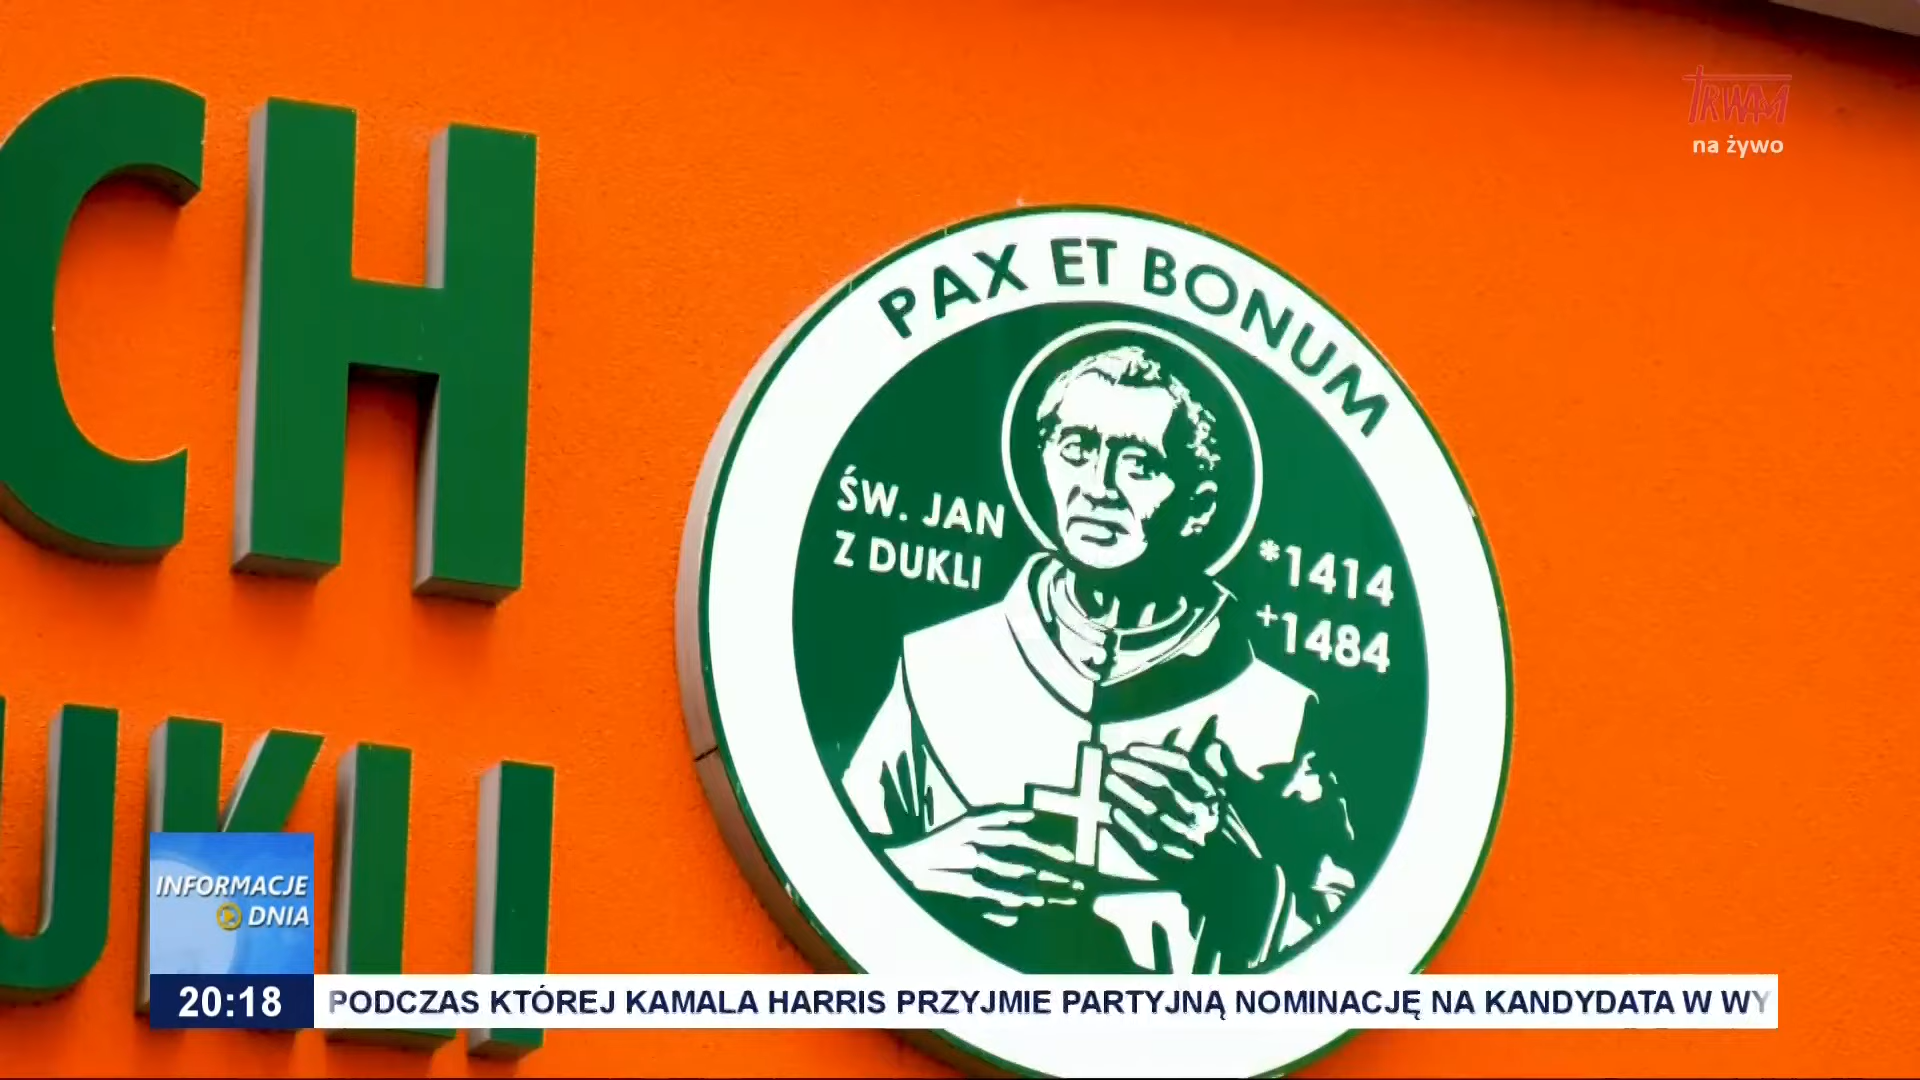 TRWAM
na żywo
CH
UKLI
PAX ET BONUM
ŚW. JAN
Z DUKLI
*1414
+1484
INFORMACJE
DNIA
20:18
PODCZAS KTÓREJ KAMALA HARRIS PRZYJMIE PARTYJNĄ NOMINACJĘ NA KANDYDATA W WY